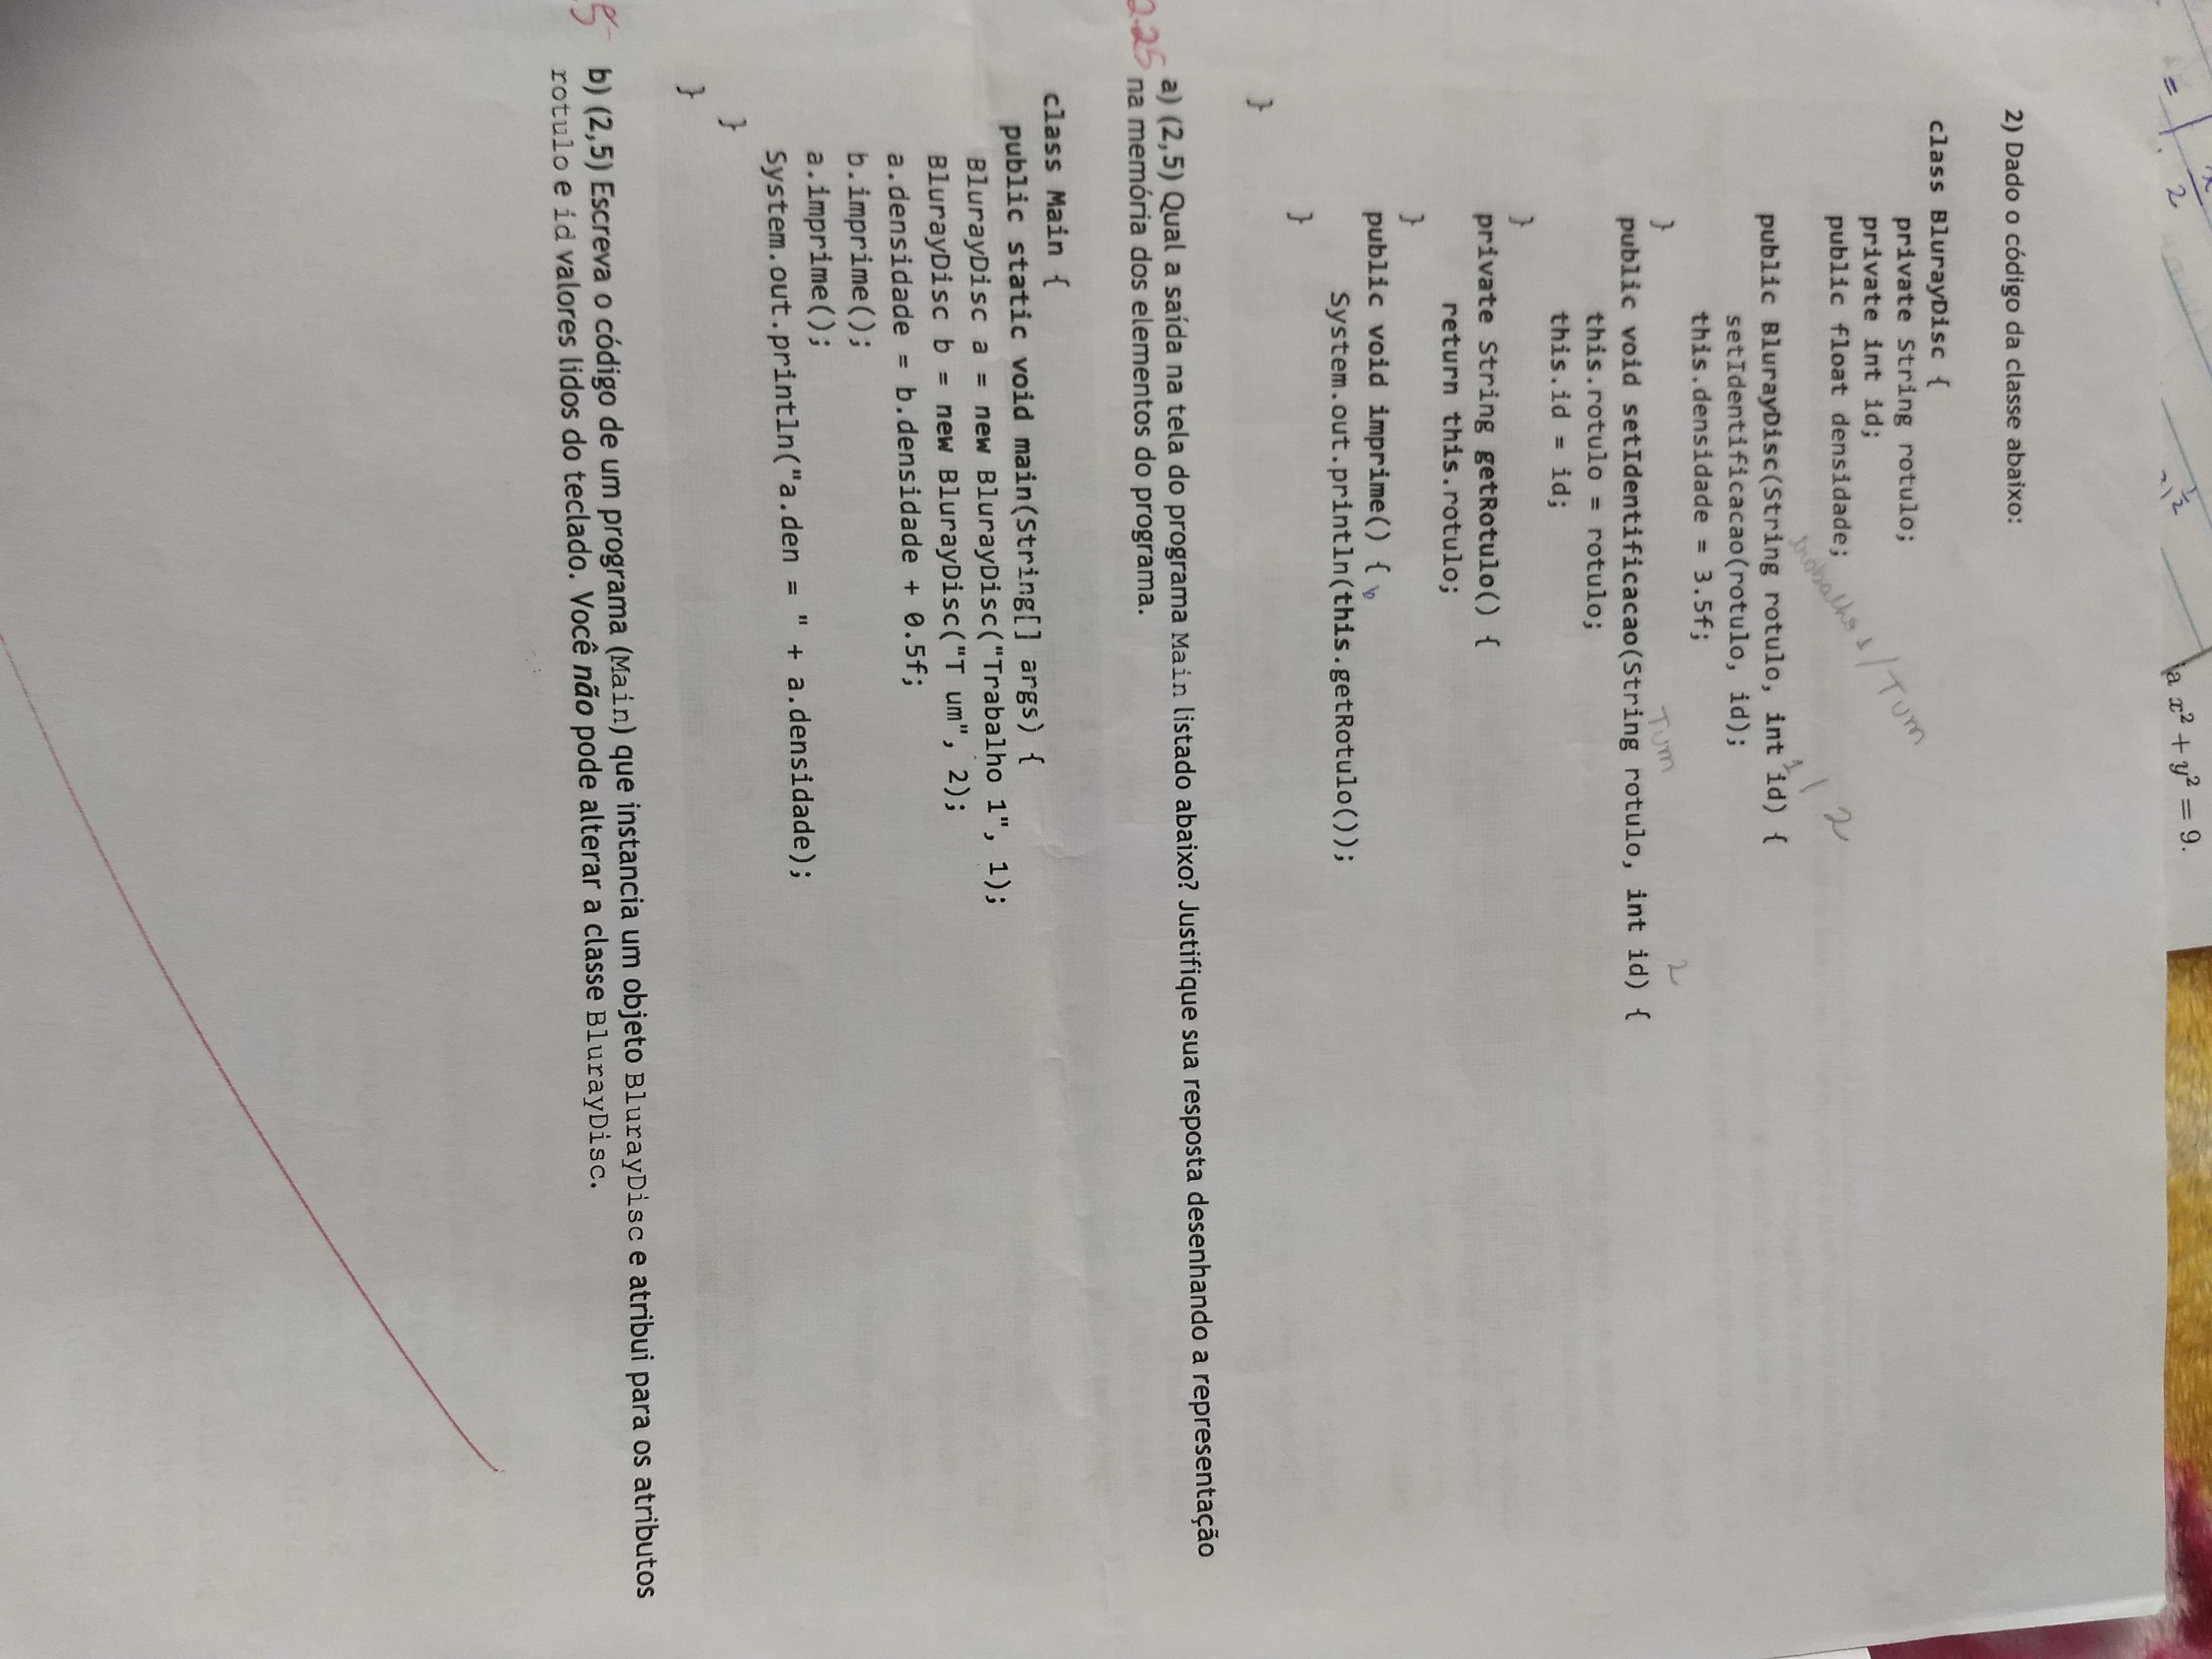 a x² + y² = 9.
= 1/2
2) Dado o código da classe abaixo:
class BlurayDisc {
private String rotulo;
private int id;
public float densidade;
trabalho 1 / Tum
1 / 2
public BlurayDisc(String rotulo, int id) {
setIdentificacao(rotulo, id);
this.densidade = 3.5f;
}
Tum 2
public void setIdentificacao(String rotulo, int id) {
this.rotulo = rotulo;
this.id = id;
}
private String getRotulo() {
return this.rotulo;
}
public void imprime() { b
System.out.println(this.getRotulo());
}
}
a) (2,5) Qual a saída na tela do programa Main listado abaixo? Justifique sua resposta desenhando a representação
2.25 na memória dos elementos do programa.
class Main {
public static void main(String[] args) {
BlurayDisc a = new BlurayDisc("Trabalho 1", 1);
BlurayDisc b = new BlurayDisc("T um", 2);
a.densidade = b.densidade + 0.5f;
b.imprime();
a.imprime();
System.out.println("a.den = " + a.densidade);
}
}
b) (2,5) Escreva o código de um programa (Main) que instancia um objeto BlurayDisc e atribui para os atributos
rotulo e id valores lidos do teclado. Você não pode alterar a classe BlurayDisc.